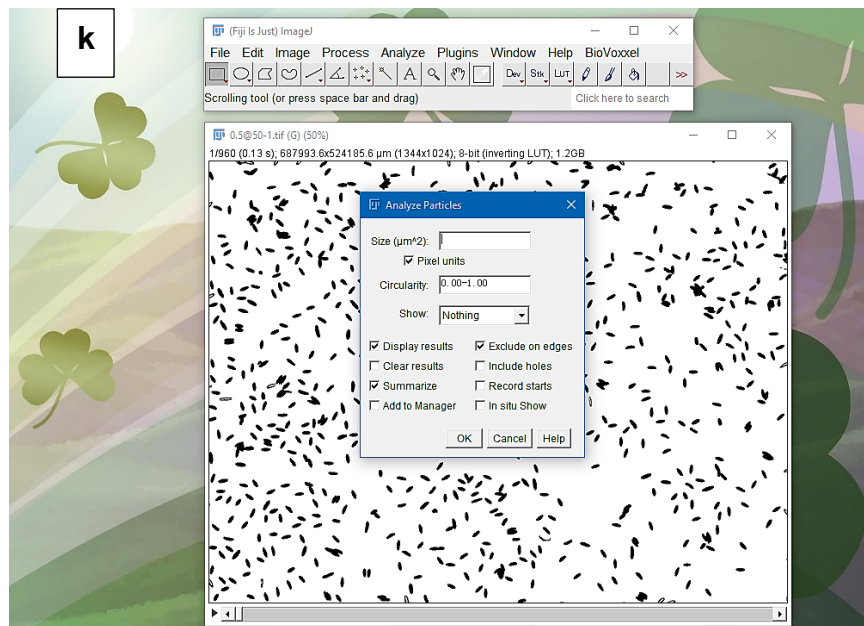 k
(Fiji Is Just) ImageJ
File Edit Image Process Analyze Plugins Window Help BioVoxxel
A Dev Stk LUT >>
Scrolling tool (or press space bar and drag) Click here to search
0.5@50-1.tif (G) (50%)
1/960 (0.13 s); 687993.6x524185.6 µm (1344x1024); 8-bit (inverting LUT); 1.2GB
Analyze Particles
Size (µm^2):
Pixel units
Circularity: 0.00-1.00
Show: Nothing
Display results Exclude on edges
Clear results Include holes
Summarize Record starts
Add to Manager In situ Show
OK Cancel Help